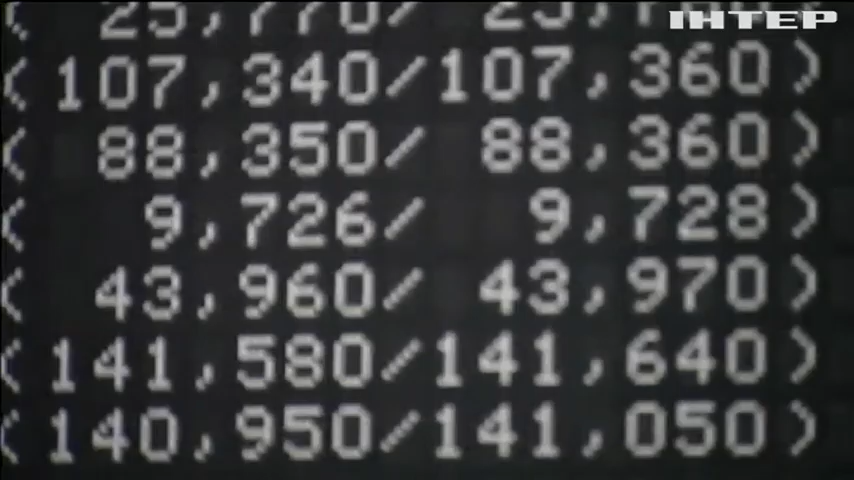 ІНТЕР
( 107,340/107,360)
( 88,350/ 88,360)
( 9,726/ 9,728)
( 43,960/ 43,970)
( 141,580/141,640)
( 140,950/141,050)